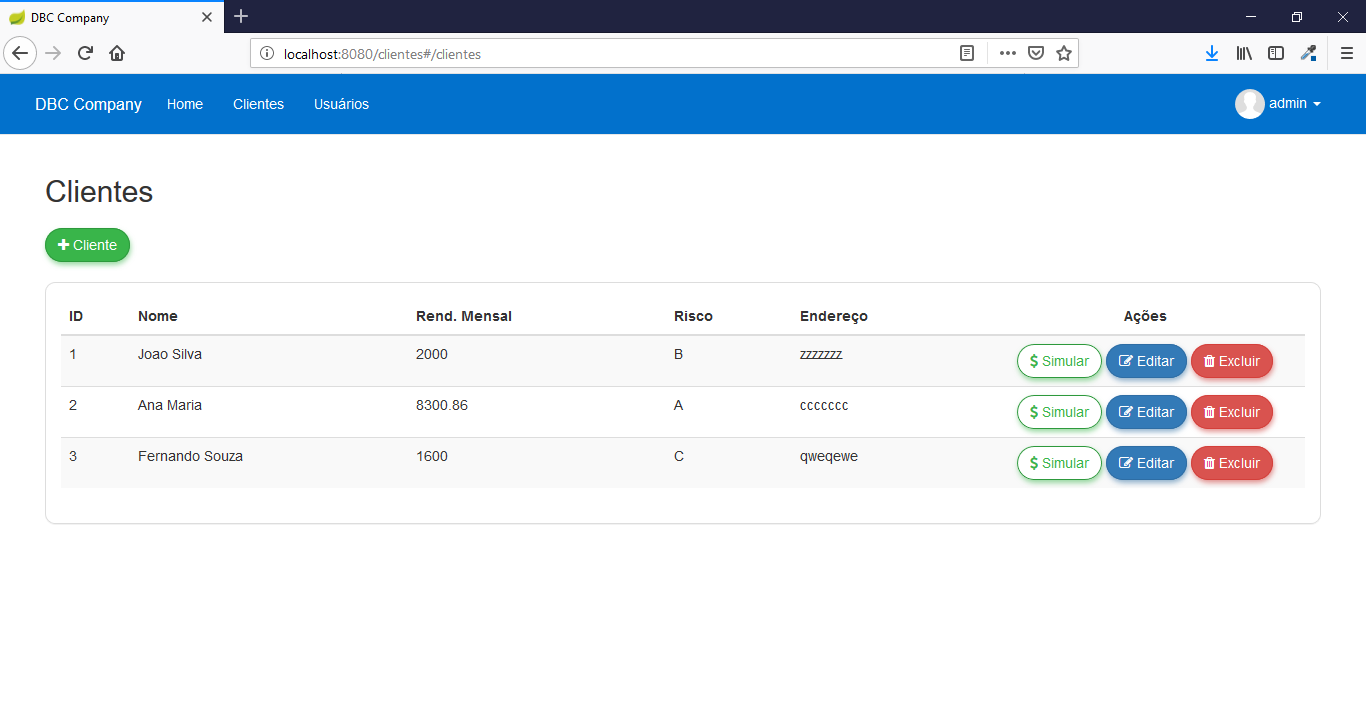 DBC Company
localhost:8080/clientes#/clientes
DBC Company Home Clientes Usuários admin
Clientes
Cliente
ID Nome Rend. Mensal Risco Endereço Ações
1 Joao Silva 2000 B zzzzzzz $ Simular Editar Excluir
2 Ana Maria 8300.86 A ccccccc $ Simular Editar Excluir
3 Fernando Souza 1600 C qweqewe $ Simular Editar Excluir